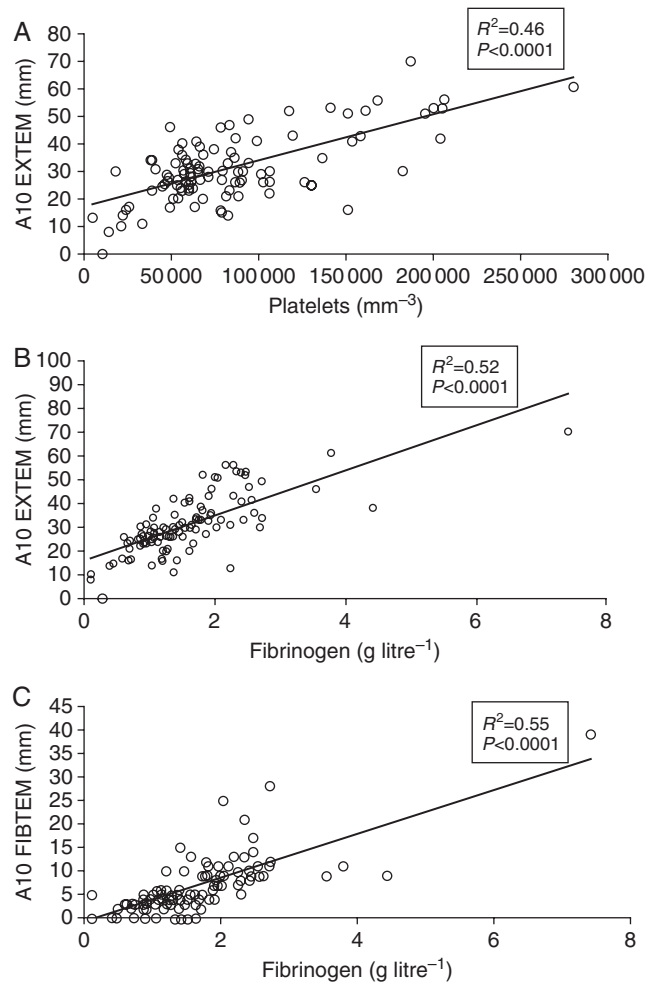 A
R²=0.46
P<0.0001
A10 EXTEM (mm)
80
70
60
50
40
30
20
10
0
0 50 000 100 000 150 000 200 000 250 000 300 000
Platelets (mm⁻³)
B
R²=0.52
P<0.0001
A10 EXTEM (mm)
100
90
80
70
60
50
40
30
20
10
0
0 2 4 6 8
Fibrinogen (g litre⁻¹)
C
R²=0.55
P<0.0001
A10 FIBTEM (mm)
45
40
35
30
25
20
15
10
5
0
0 2 4 6 8
Fibrinogen (g litre⁻¹)